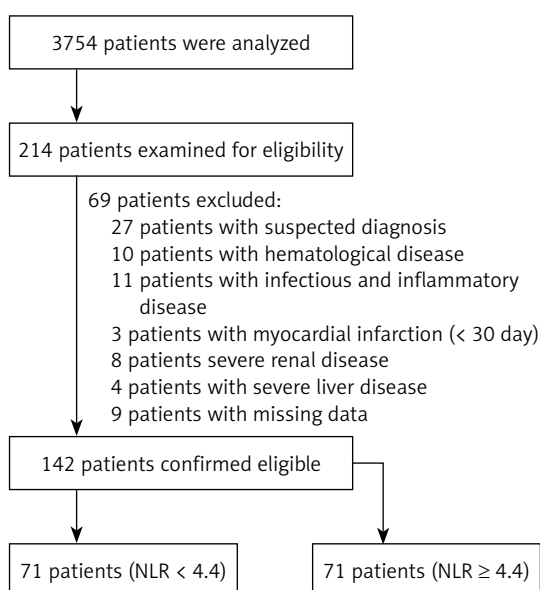 3754 patients were analyzed
214 patients examined for eligibility
69 patients excluded:
27 patients with suspected diagnosis
10 patients with hematological disease
11 patients with infectious and inflammatory
disease
3 patients with myocardial infarction (< 30 day)
8 patients severe renal disease
4 patients with severe liver disease
9 patients with missing data
142 patients confirmed eligible
71 patients (NLR < 4.4)
71 patients (NLR ≥ 4.4)